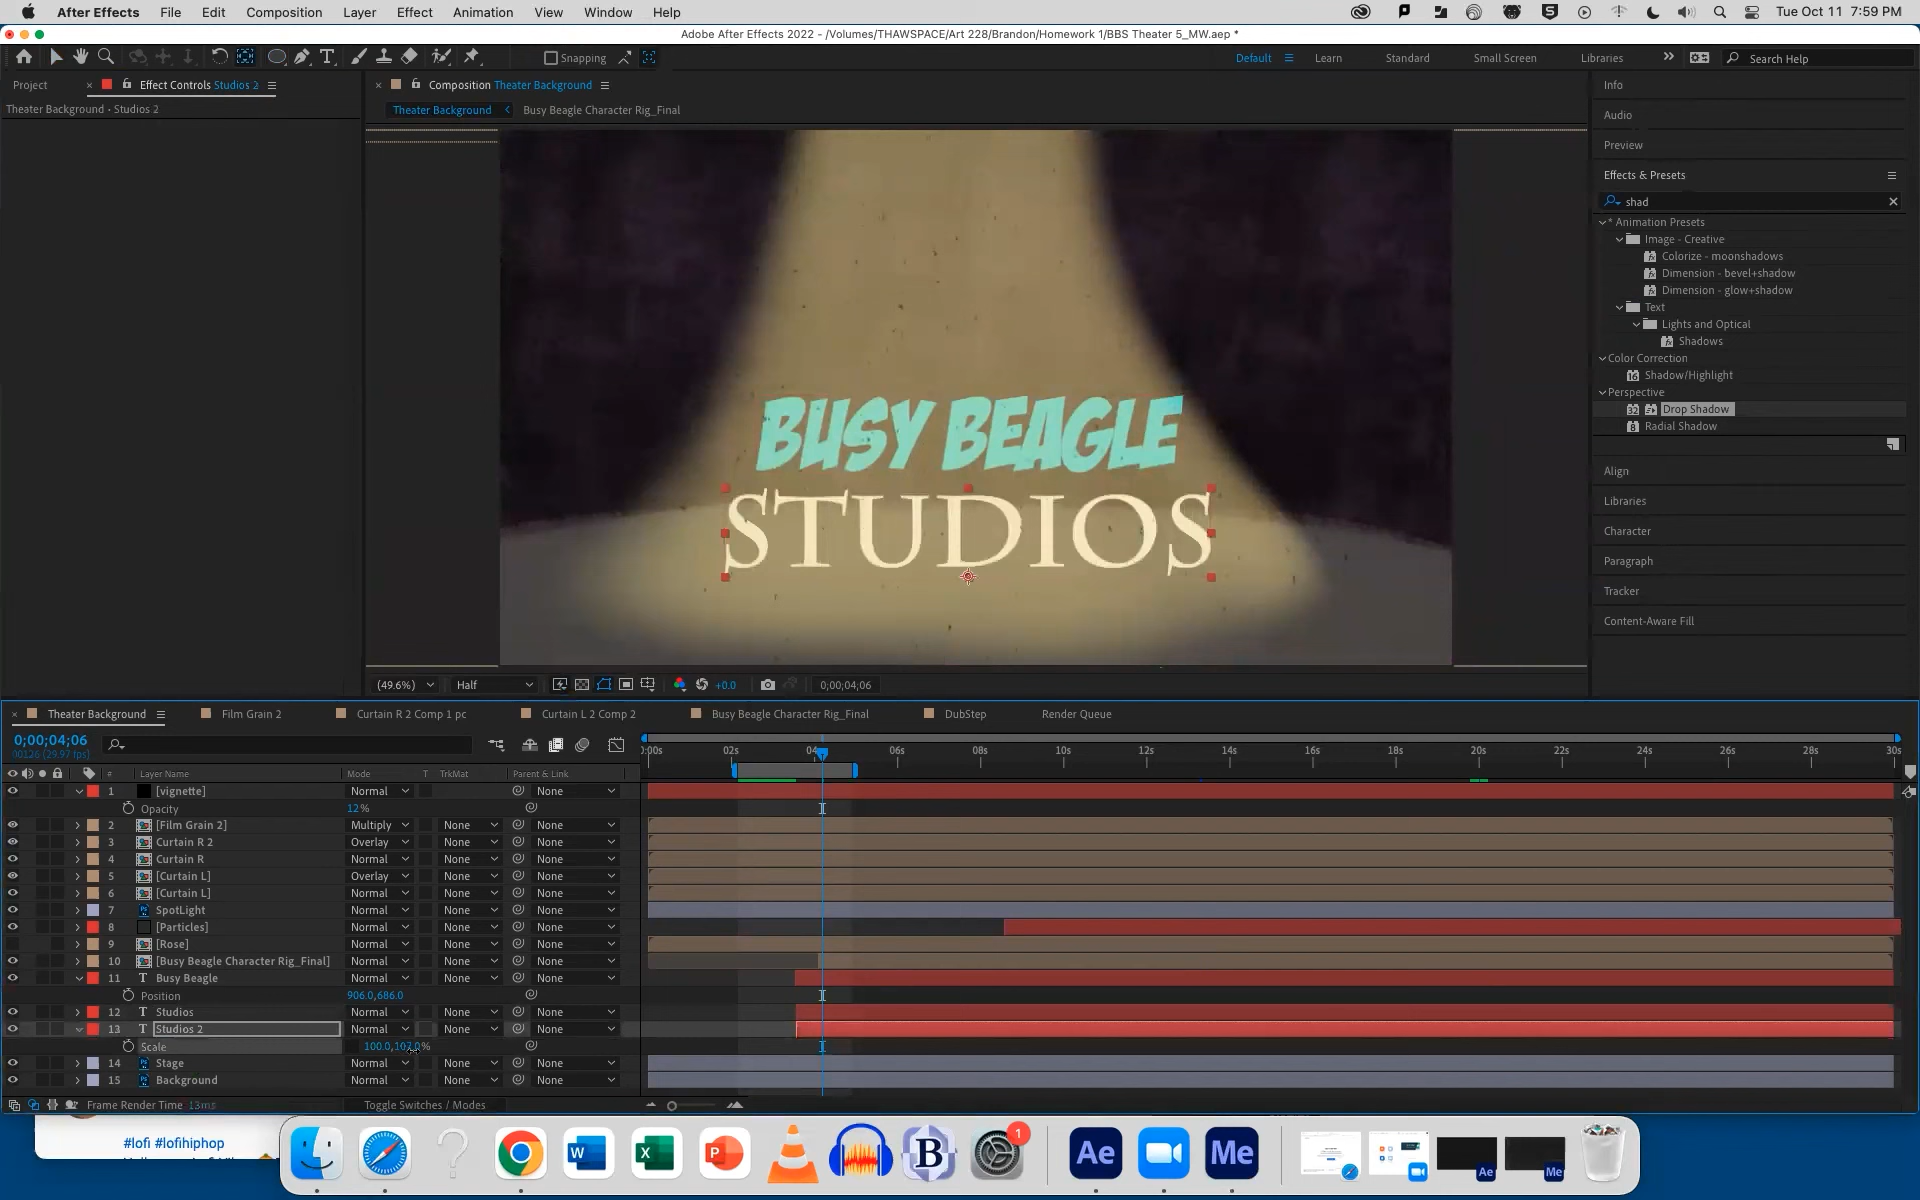 After Effects File Edit Composition Layer Effect Animation View Window Help Tue Oct 11 7:59 PM
Adobe After Effects 2022 - /Volumes/THAWSPACE/Art 228/Brandon/Homework 1/BBS Theater 5_MW.aep *
Snapping Default Learn Standard Small Screen Libraries Search Help
Project Effect Controls Studios 2 Composition Theater Background Info
Theater Background • Studios 2 Theater Background Busy Beagle Character Rig_Final
Audio
Preview
Effects & Presets
shad
* Animation Presets
Image - Creative
Colorize - moonshadows
Dimension - bevel+shadow
Dimension - glow+shadow
Text
Lights and Optical
Shadows
Color Correction
Shadow/Highlight
Perspective
Drop Shadow
Radial Shadow
Align
Libraries
Character
Paragraph
Tracker
Content-Aware Fill
BUSY BEAGLE
STUDIOS
(49.6%) Half +0.0 0;00;04;06
Theater Background Film Grain 2 Curtain R 2 Comp 1 pc Curtain L 2 Comp 2 Busy Beagle Character Rig_Final DubStep Render Queue
0;00;04;06
00126 (29.97 fps)
:00s 02s 04s 06s 08s 10s 12s 14s 16s 18s 20s 22s 24s 26s 28s 30s
# Layer Name Mode T TrkMat Parent & Link
1 [vignette] Normal None
Opacity 12%
2 [Film Grain 2] Multiply None None
3 Curtain R 2 Overlay None None
4 Curtain R Normal None None
5 [Curtain L] Overlay None None
6 [Curtain L] Normal None None
7 SpotLight Normal None None
8 [Particles] Normal None None
9 [Rose] Normal None None
10 [Busy Beagle Character Rig_Final] Normal None None
11 T Busy Beagle Normal None None
Position 906.0,686.0
12 T Studios Normal None None
13 T Studios 2 Normal None None
Scale 100.0,107.0%
14 Stage Normal None None
15 Background Normal None None
Frame Render Time 13ms Toggle Switches / Modes
#lofi #lofihiphop
W X P B 1 Ae Me Ae Me